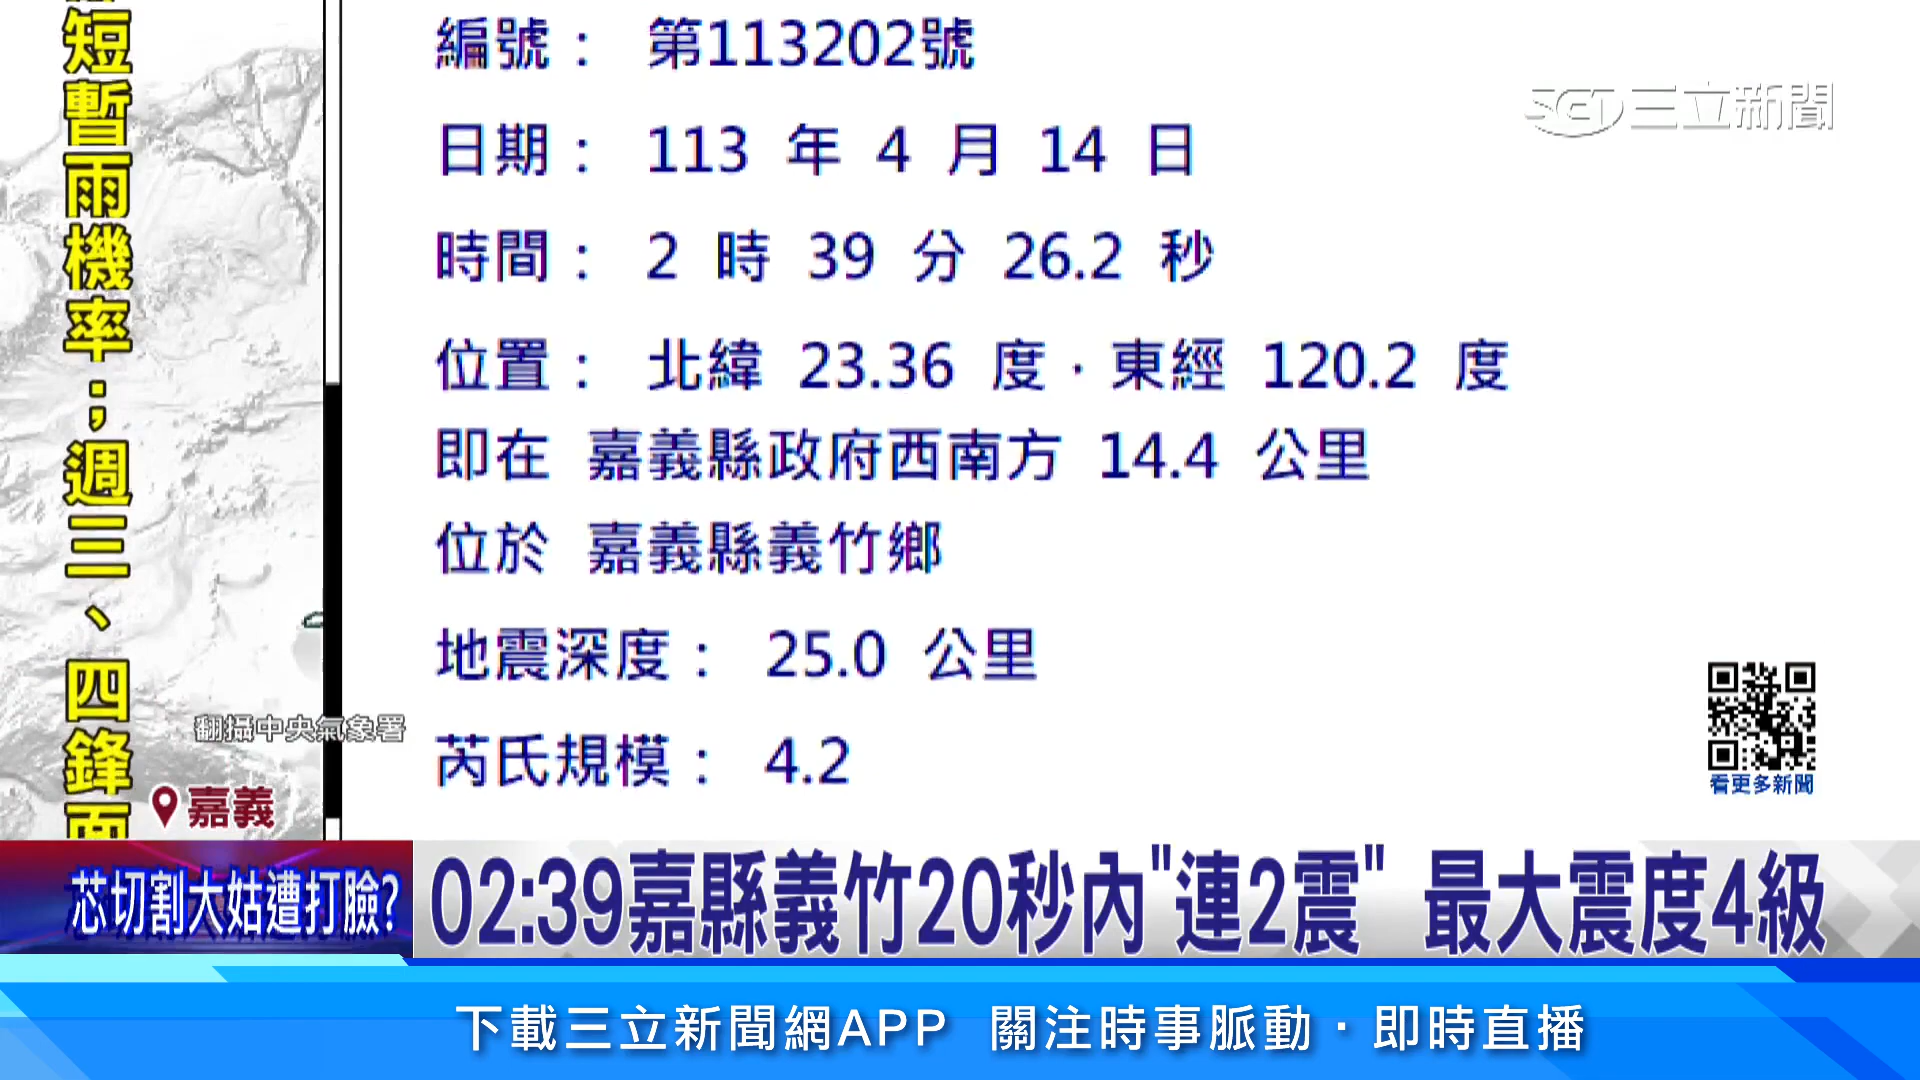 編號： 第113202號
日期： 113 年 4 月 14 日
時間： 2 時 39 分 26.2 秒
位置： 北緯 23.36 度，東經 120.2 度
即在 嘉義縣政府西南方 14.4 公里
位於 嘉義縣義竹鄉
地震深度： 25.0 公里
芮氏規模： 4.2
SET三立新聞
短暫雨機率；週三、四鋒面
翻攝中央氣象署
嘉義
看更多新聞
芯切割大姑遭打臉?
02:39嘉縣義竹20秒內"連2震" 最大震度4級
下載三立新聞網APP 關注時事脈動‧即時直播